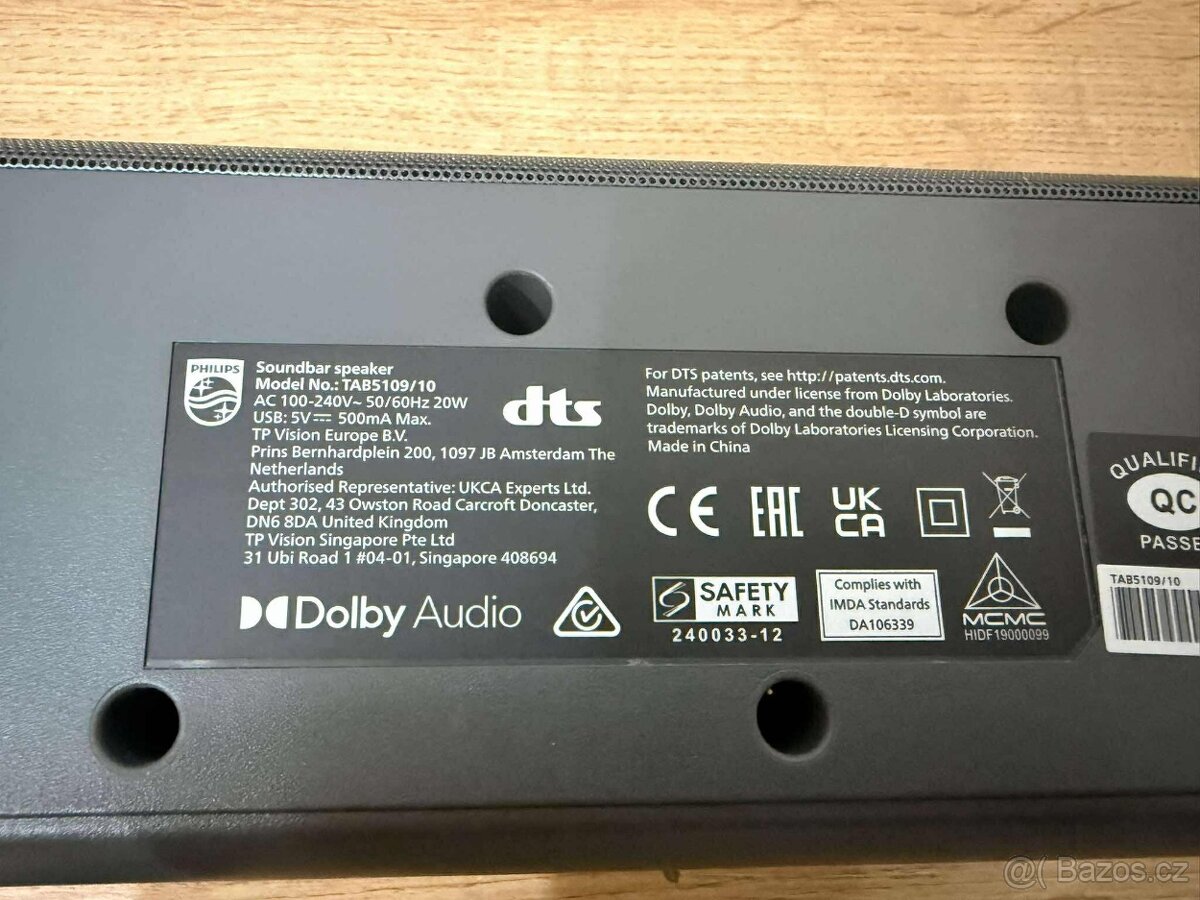 PHILIPS
Soundbar speaker
Model No.: TAB5109/10
AC 100-240V~ 50/60Hz 20W
USB: 5V⎓ 500mA Max.
TP Vision Europe B.V.
Prins Bernhardplein 200, 1097 JB Amsterdam The
Netherlands
Authorised Representative: UKCA Experts Ltd.
Dept 302, 43 Owston Road Carcroft Doncaster,
DN6 8DA United Kingdom
TP Vision Singapore Pte Ltd
31 Ubi Road 1 #04-01, Singapore 408694
dts
Dolby Audio
For DTS patents, see http://patents.dts.com.
Manufactured under license from Dolby Laboratories.
Dolby, Dolby Audio, and the double-D symbol are
trademarks of Dolby Laboratories Licensing Corporation.
Made in China
CE EAC UK
CA
SAFETY
MARK
240033-12
Complies with
IMDA Standards
DA106339
MCMC
HIDF19000099
QUALIFI
QC
PASSE
TAB5109/10
@( Bazos.cz